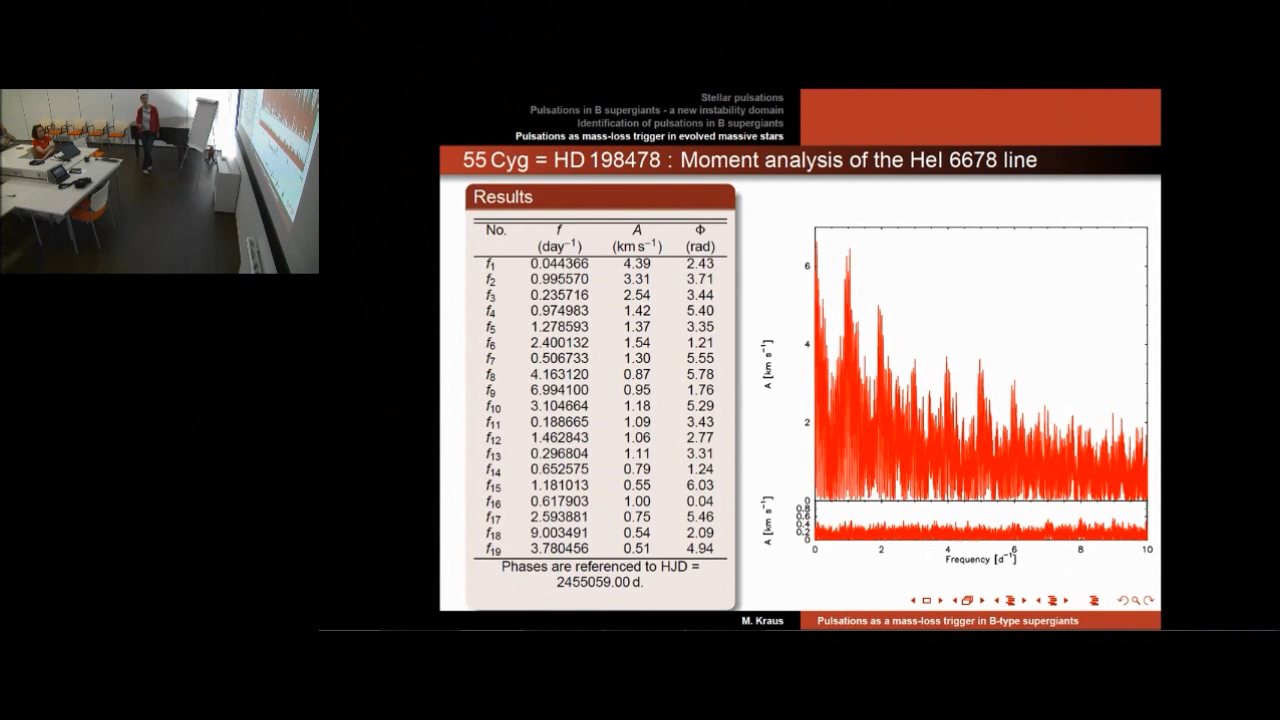 Stellar pulsations
Pulsations in B supergiants - a new instability domain
Identification of pulsations in B supergiants
Pulsations as mass-loss trigger in evolved massive stars
55 Cyg = HD 198478 : Moment analysis of the HeI 6678 line
Results
No. f A Φ
(day⁻¹) (km s⁻¹) (rad)
f₁ 0.044366 4.39 2.43
f₂ 0.995570 3.31 3.71
f₃ 0.235716 2.54 3.44
f₄ 0.974983 1.42 5.40
f₅ 1.278593 1.37 3.35
f₆ 2.400132 1.54 1.21
f₇ 0.506733 1.30 5.55
f₈ 4.163120 0.87 5.78
f₉ 6.994100 0.95 1.76
f₁₀ 3.104664 1.18 5.29
f₁₁ 0.188665 1.09 3.43
f₁₂ 1.462843 1.06 2.77
f₁₃ 0.296804 1.11 3.31
f₁₄ 0.652575 0.79 1.24
f₁₅ 1.181013 0.55 6.03
f₁₆ 0.617903 1.00 0.04
f₁₇ 2.593881 0.75 5.46
f₁₈ 9.003491 0.54 2.09
f₁₉ 3.780456 0.51 4.94
Phases are referenced to HJD =
2455059.00 d.
A [km s⁻¹]
6
4
2
0
A [km s⁻¹]
0.8
0.6
0.4
0.2
0
0 2 4 6 8 10
Frequency [d⁻¹]
M. Kraus
Pulsations as a mass-loss trigger in B-type supergiants